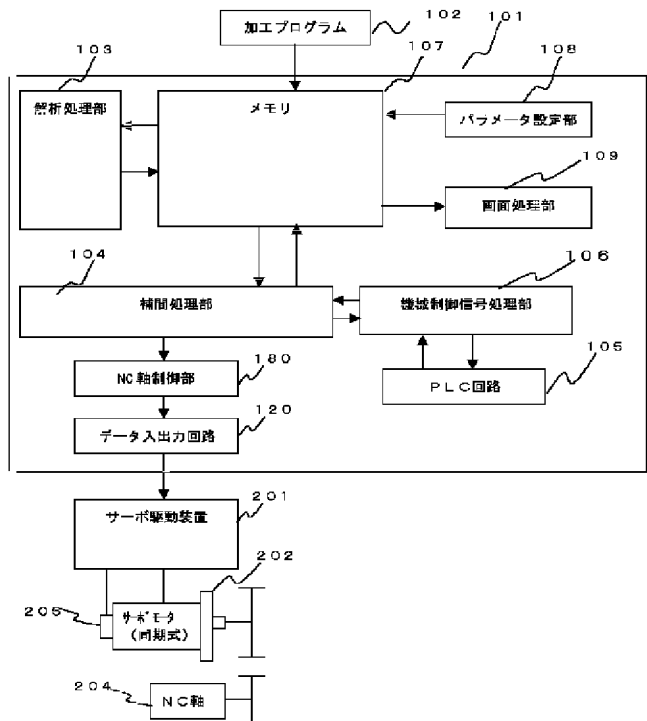 加工プログラム
102
101
103
107
108
解析処理部
メモリ
パラメータ設定部
109
画面処理部
104
106
補間処理部
機械制御信号処理部
105
180
NC軸制御部
PLC回路
120
データ入出力回路
201
サーボ駆動装置
202
205
サーボモータ
(同期式)
204
NC軸